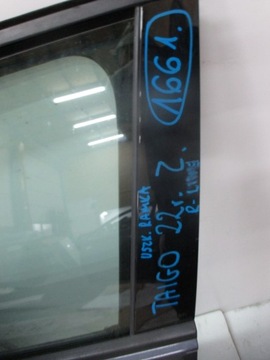 1661.
USZK. RAMKA
TAIGO 22r. Z.
R-LINE